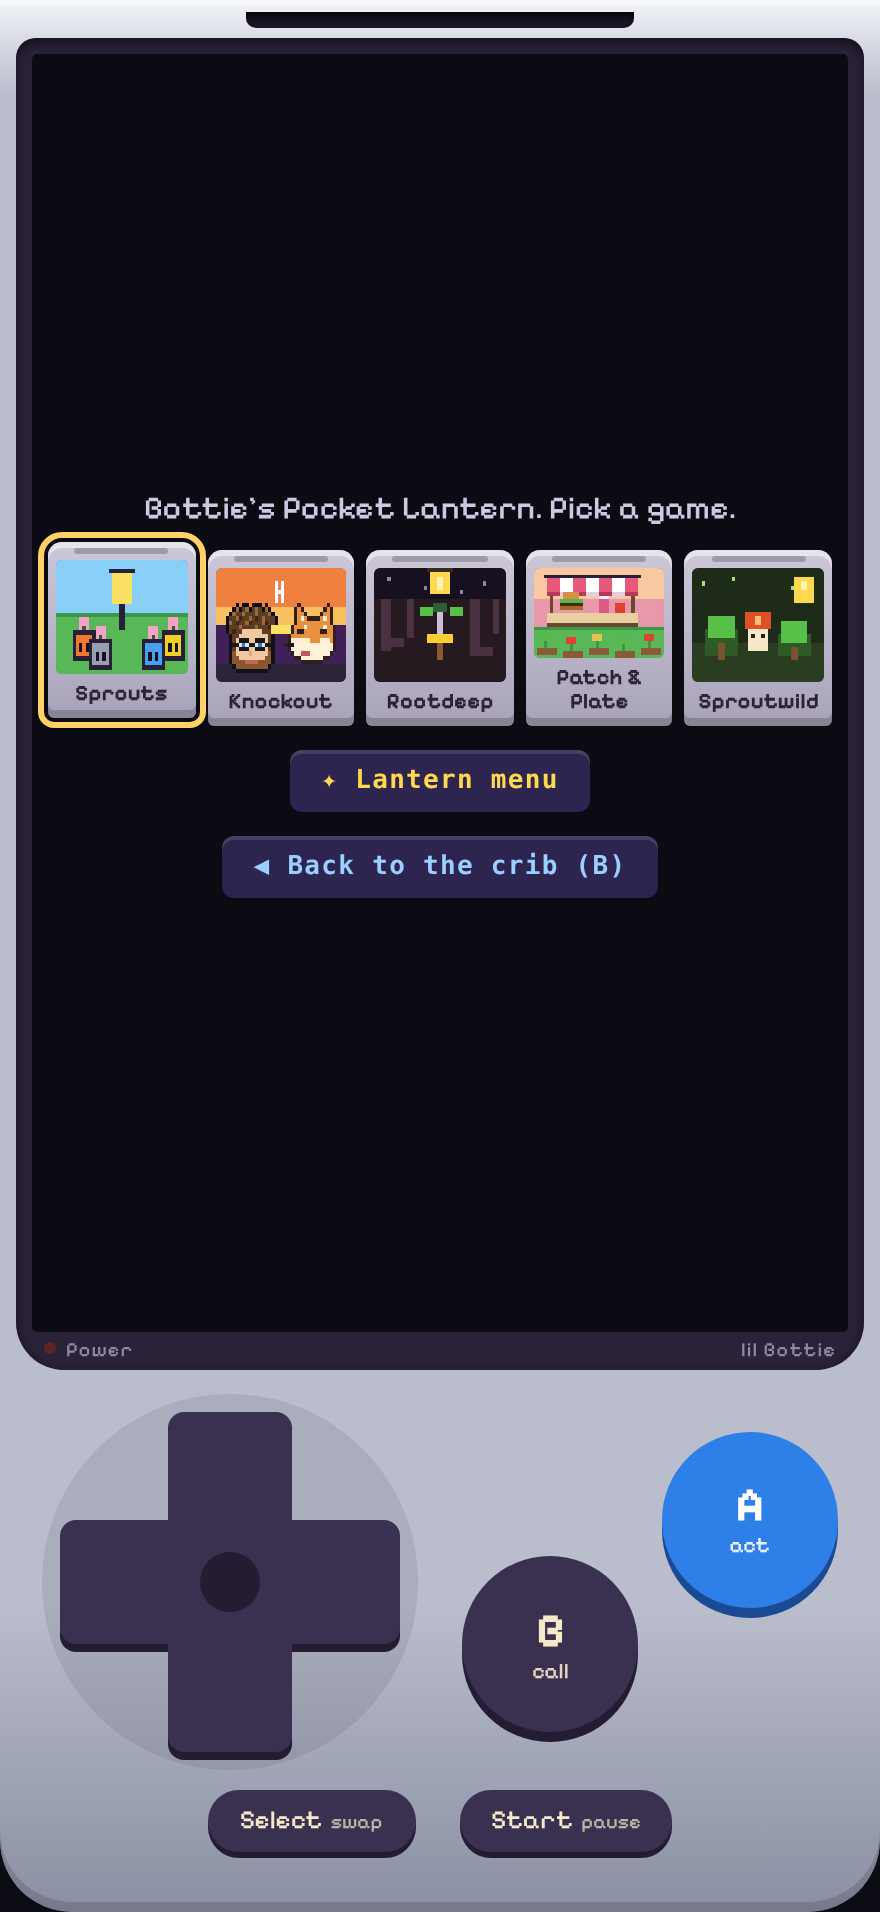 Bottie's Pocket Lantern. Pick a game.
H
Sprouts
Knockout
Rootdeep
Patch &
Plate
Sproutwild
✦ Lantern menu
◀ Back to the crib (B)
Power
lil Bottie
A
act
B
call
Select swap
Start pause